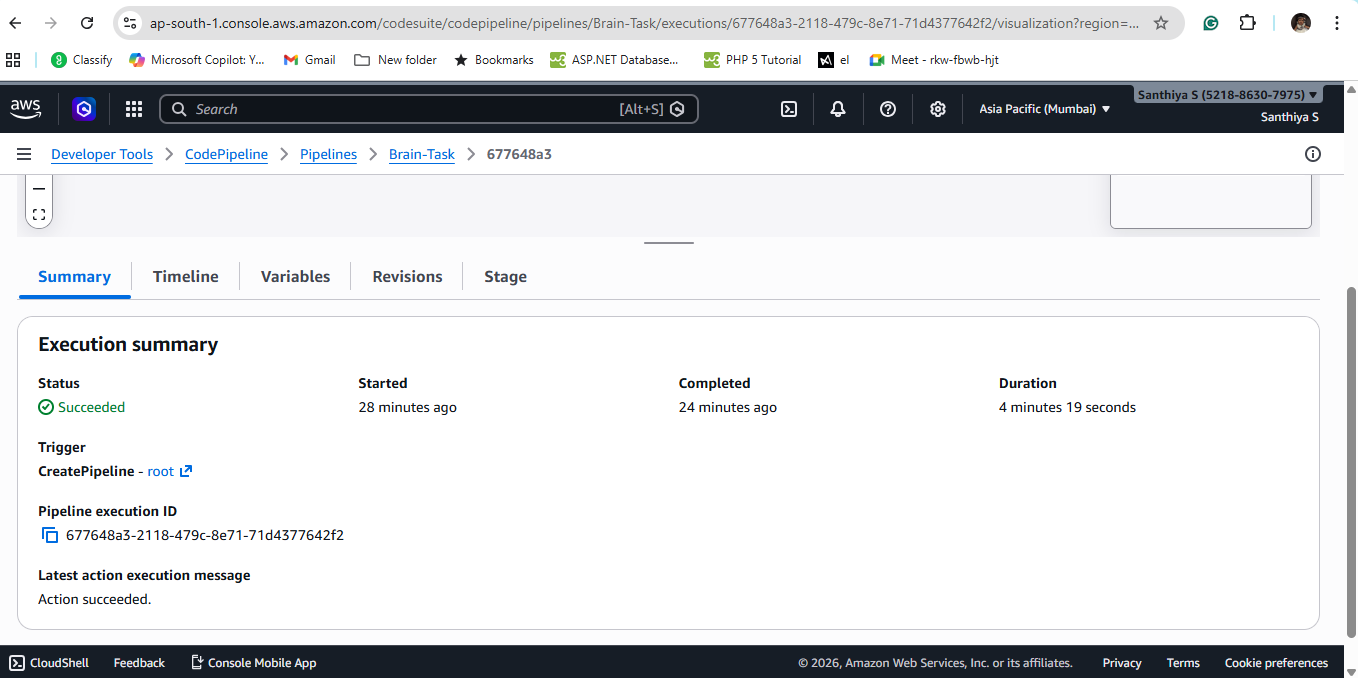 ap-south-1.console.aws.amazon.com/codesuite/codepipeline/pipelines/Brain-Task/executions/677648a3-2118-479c-8e71-71d4377642f2/visualization?region=...
Classify Microsoft Copilot: Y... Gmail New folder Bookmarks ASP.NET Database... PHP 5 Tutorial el Meet - rkw-fbwb-hjt
aws Search [Alt+S] Asia Pacific (Mumbai) Santhiya S (5218-8630-7975)
Santhiya S
Developer Tools CodePipeline Pipelines Brain-Task 677648a3
Summary Timeline Variables Revisions Stage
Execution summary
Status Started Completed Duration
Succeeded 28 minutes ago 24 minutes ago 4 minutes 19 seconds
Trigger
CreatePipeline - root
Pipeline execution ID
677648a3-2118-479c-8e71-71d4377642f2
Latest action execution message
Action succeeded.
CloudShell Feedback Console Mobile App © 2026, Amazon Web Services, Inc. or its affiliates. Privacy Terms Cookie preferences